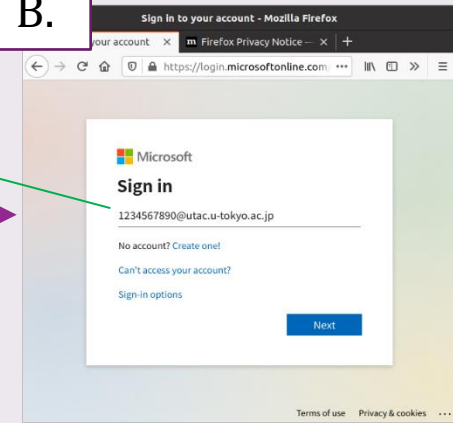 B.
Sign in to your account - Mozilla Firefox
your account × m Firefox Privacy Notice — × +
https://login.microsoftonline.com ···
Microsoft
Sign in
1234567890@utac.u-tokyo.ac.jp
No account? Create one!
Can't access your account?
Sign-in options
Next
Terms of use Privacy & cookies ···